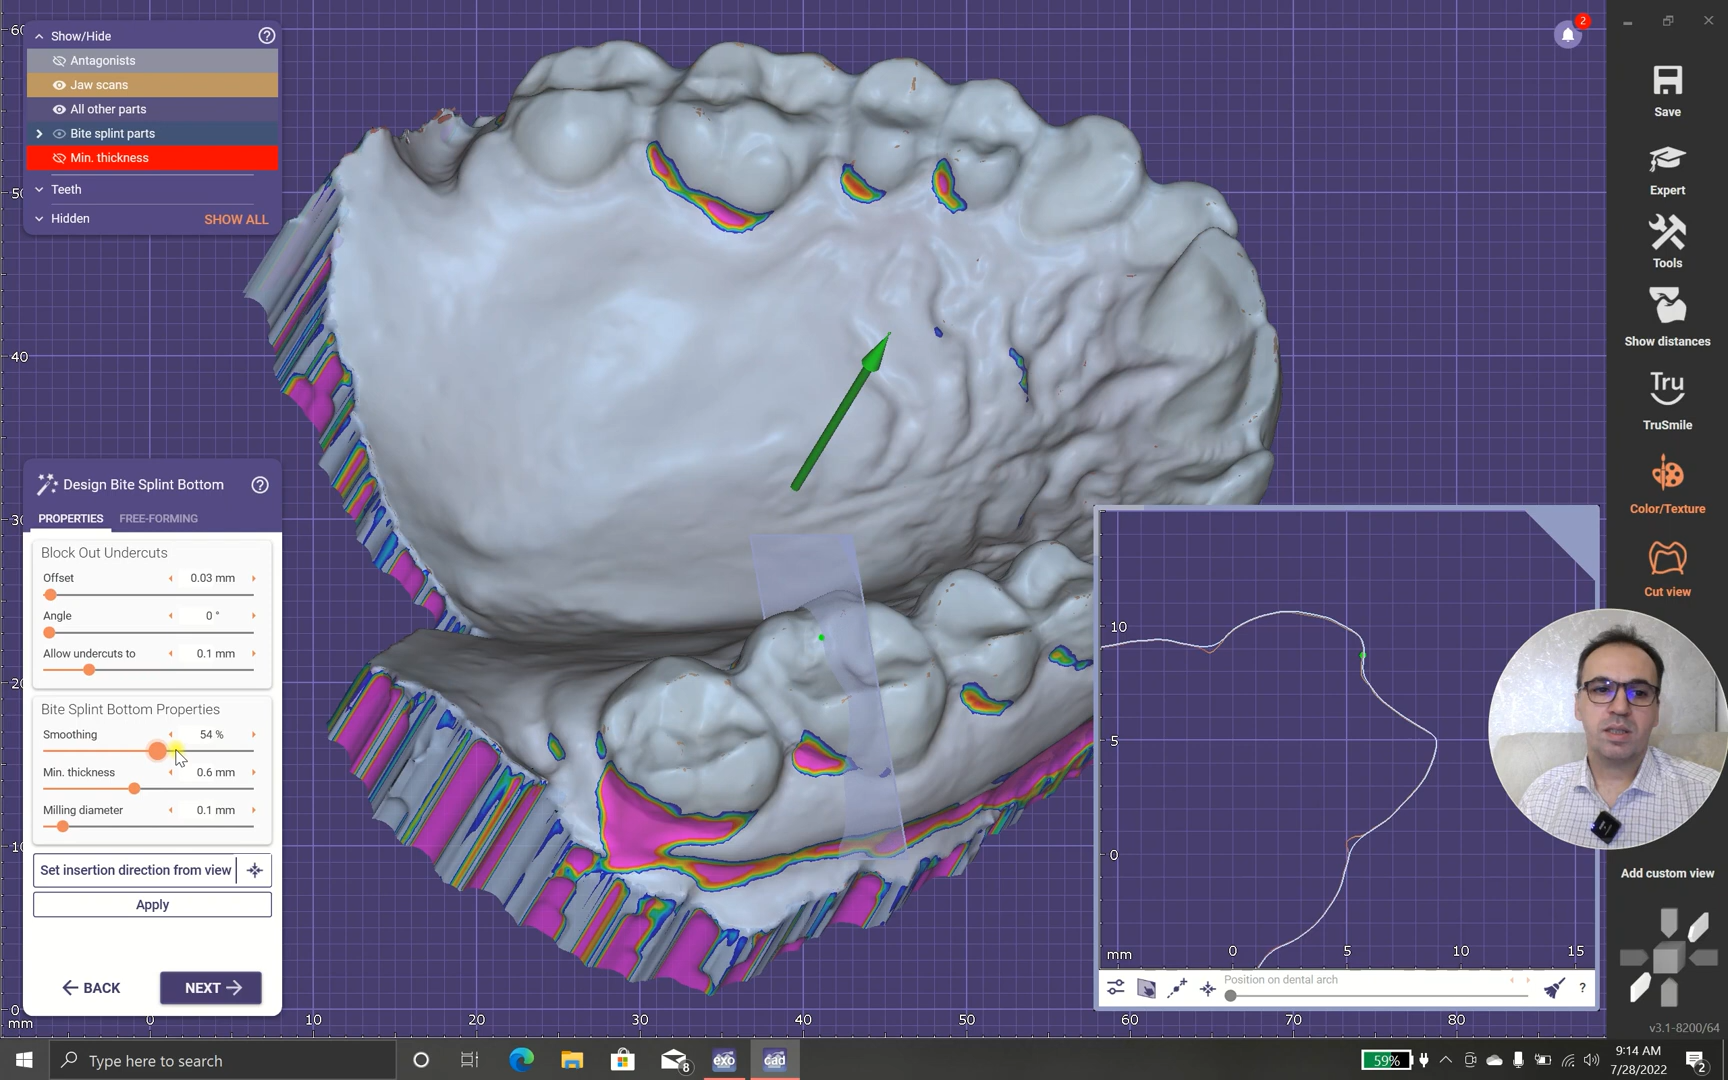 Show/Hide
Antagonists
Jaw scans
All other parts
Bite splint parts
Min. thickness
Teeth
Hidden SHOW ALL
Design Bite Splint Bottom
PROPERTIES FREE-FORMING
Block Out Undercuts
Offset 0.03 mm
Angle 0 °
Allow undercuts to 0.1 mm
Bite Splint Bottom Properties
Smoothing 54 %
Min. thickness 0.6 mm
Milling diameter 0.1 mm
Set insertion direction from view
Apply
BACK NEXT
60
50
40
30
20
10
0
mm 0 10 20 30 40 50 60 70 80
10
5
0
mm 0 5 10 15
Position on dental arch
?
2
Save
Expert
Tools
Show distances
Tru
TruSmile
Color/Texture
Cut view
Add custom view
v3.1-8200/64
Type here to search
8
exo
cad
59%
9:14 AM
7/28/2022
2